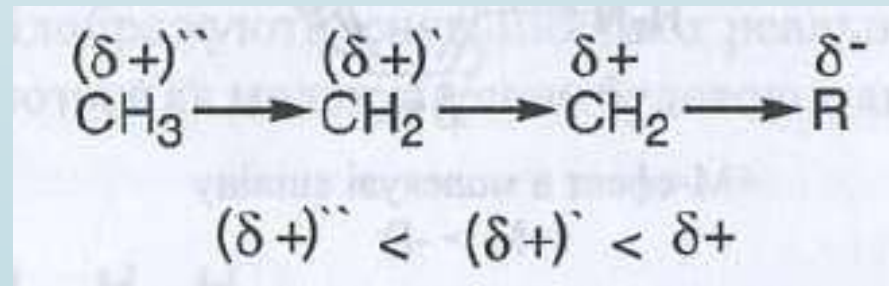 (δ+)`` (δ+)` δ+ δ-
CH₃ → CH₂ → CH₂ → R
(δ+)`` < (δ+)` < δ+